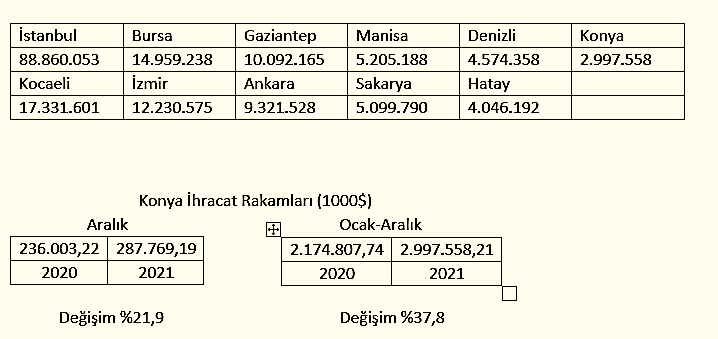 İstanbul Bursa Gaziantep Manisa Denizli Konya
88.860.053 14.959.238 10.092.165 5.205.188 4.574.358 2.997.558
Kocaeli İzmir Ankara Sakarya Hatay
17.331.601 12.230.575 9.321.528 5.099.790 4.046.192
Konya İhracat Rakamları (1000$)
Aralık Ocak-Aralık
236.003,22 287.769,19 2.174.807,74 2.997.558,21
2020 2021 2020 2021
Değişim %21,9 Değişim %37,8